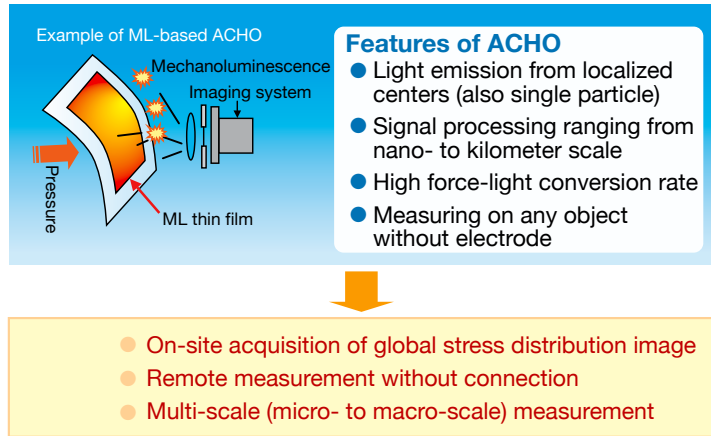 Example of ML-based ACHO
Mechanoluminescence
Imaging system
Pressure
ML thin film
Features of ACHO
● Light emission from localized
centers (also single particle)
● Signal processing ranging from
nano- to kilometer scale
● High force-light conversion rate
● Measuring on any object
without electrode
● On-site acquisition of global stress distribution image
● Remote measurement without connection
● Multi-scale (micro- to macro-scale) measurement